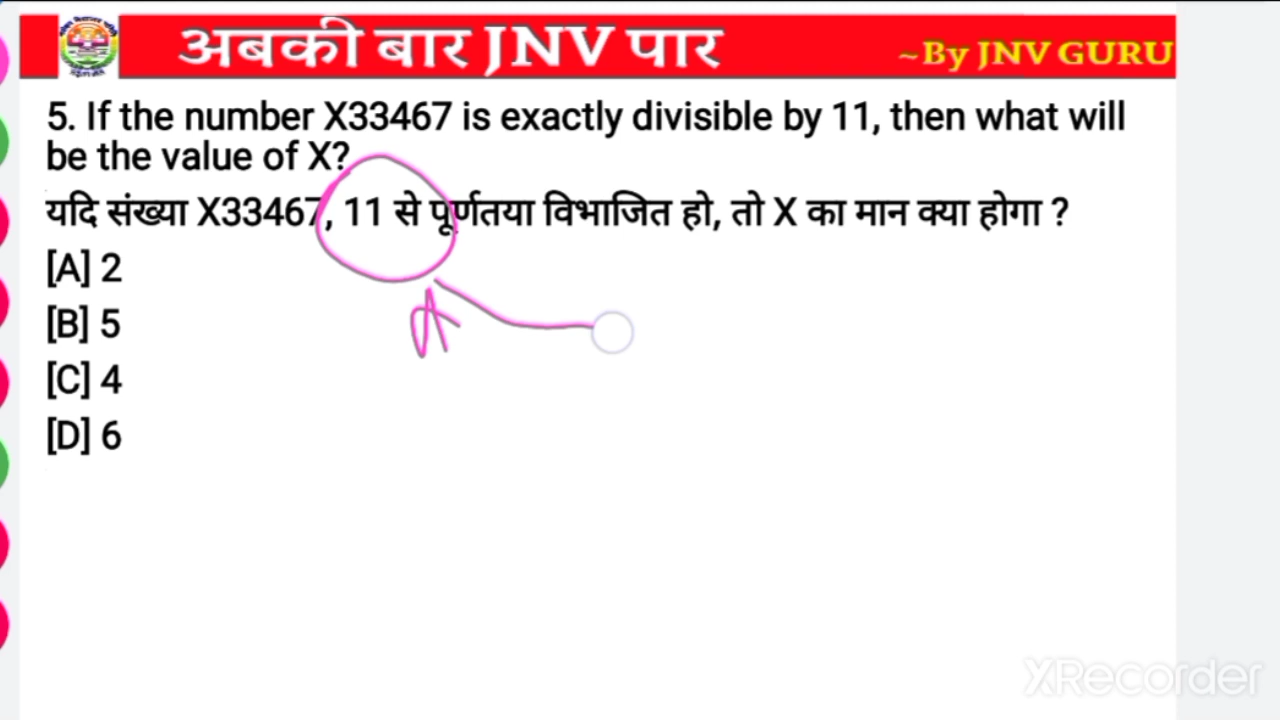 अबकी बार JNV पार
~By JNV GURU
5. If the number X33467 is exactly divisible by 11, then what will
be the value of X?
यदि संख्या X33467, 11 से पूर्णतया विभाजित हो, तो X का मान क्या होगा ?
[A] 2
[B] 5
[C] 4
[D] 6
XRecorder